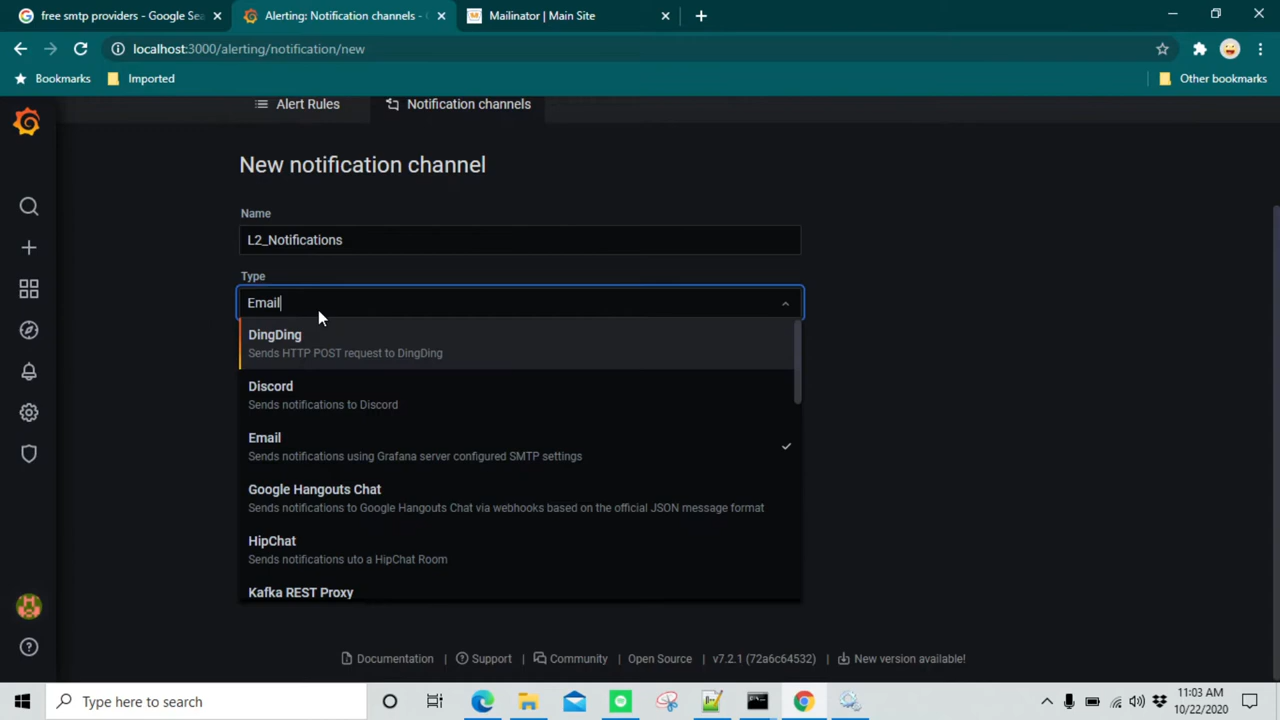 free smtp providers - Google Sea
Alerting: Notification channels -
Mailinator | Main Site
localhost:3000/alerting/notification/new
Bookmarks
Imported
Other bookmarks
Alert Rules
Notification channels
New notification channel
Name
L2_Notifications
Type
Email
DingDing
Sends HTTP POST request to DingDing
Discord
Sends notifications to Discord
Email
Sends notifications using Grafana server configured SMTP settings
Google Hangouts Chat
Sends notifications to Google Hangouts Chat via webhooks based on the official JSON message format
HipChat
Sends notifications uto a HipChat Room
Kafka REST Proxy
Documentation | Support | Community | Open Source | v7.2.1 (72a6c64532) | New version available!
Type here to search
11:03 AM
10/22/2020